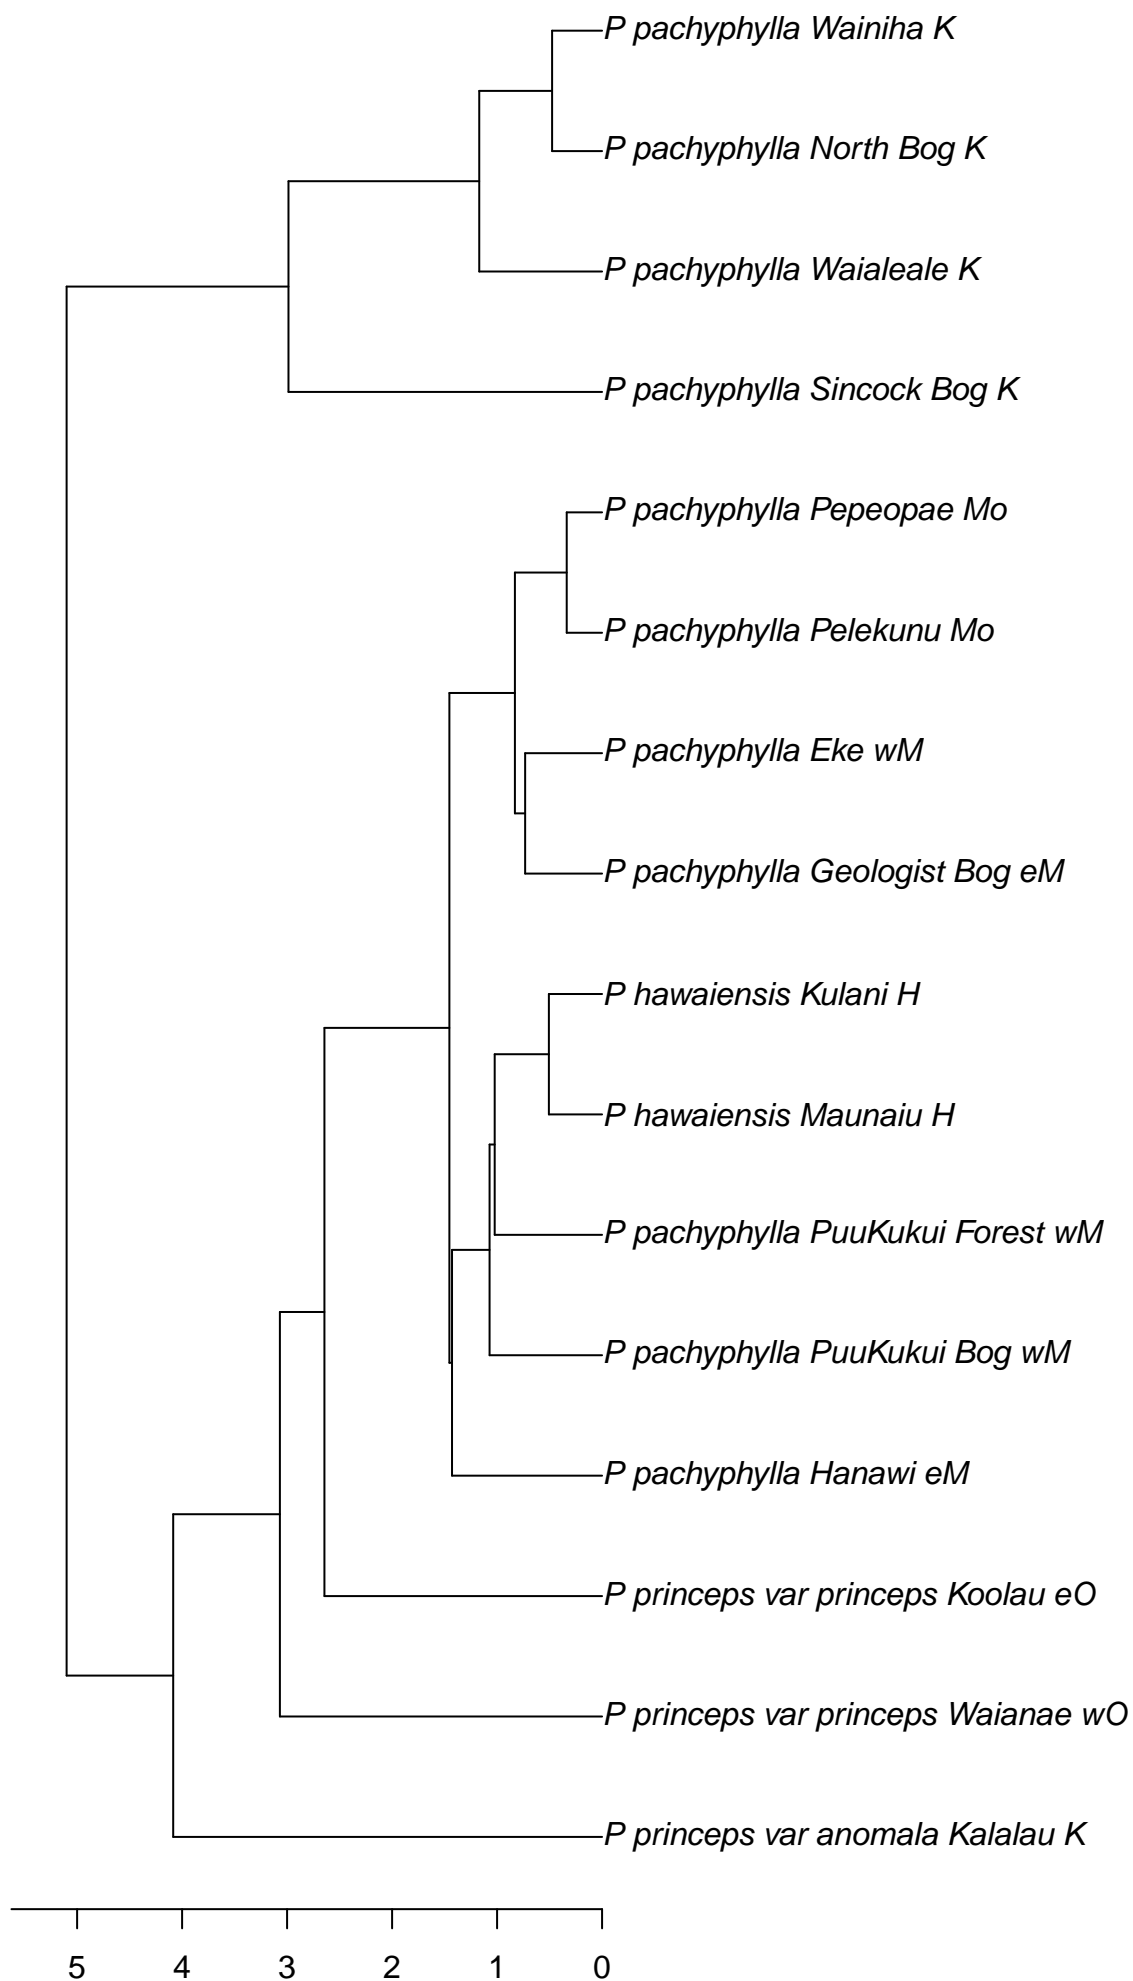 P pachyphylla Wainiha K
P pachyphylla North Bog K
P pachyphylla Waialeale K
P pachyphylla Sincock Bog K
P pachyphylla Pepeopae Mo
P pachyphylla Pelekunu Mo
P pachyphylla Eke wM
P pachyphylla Geologist Bog eM
P hawaiensis Kulani H
P hawaiensis Maunaiu H
P pachyphylla PuuKukui Forest wM
P pachyphylla PuuKukui Bog wM
P pachyphylla Hanawi eM
P princeps var princeps Koolau eO
P princeps var princeps Waianae wO
P princeps var anomala Kalalau K
5 4 3 2 1 0